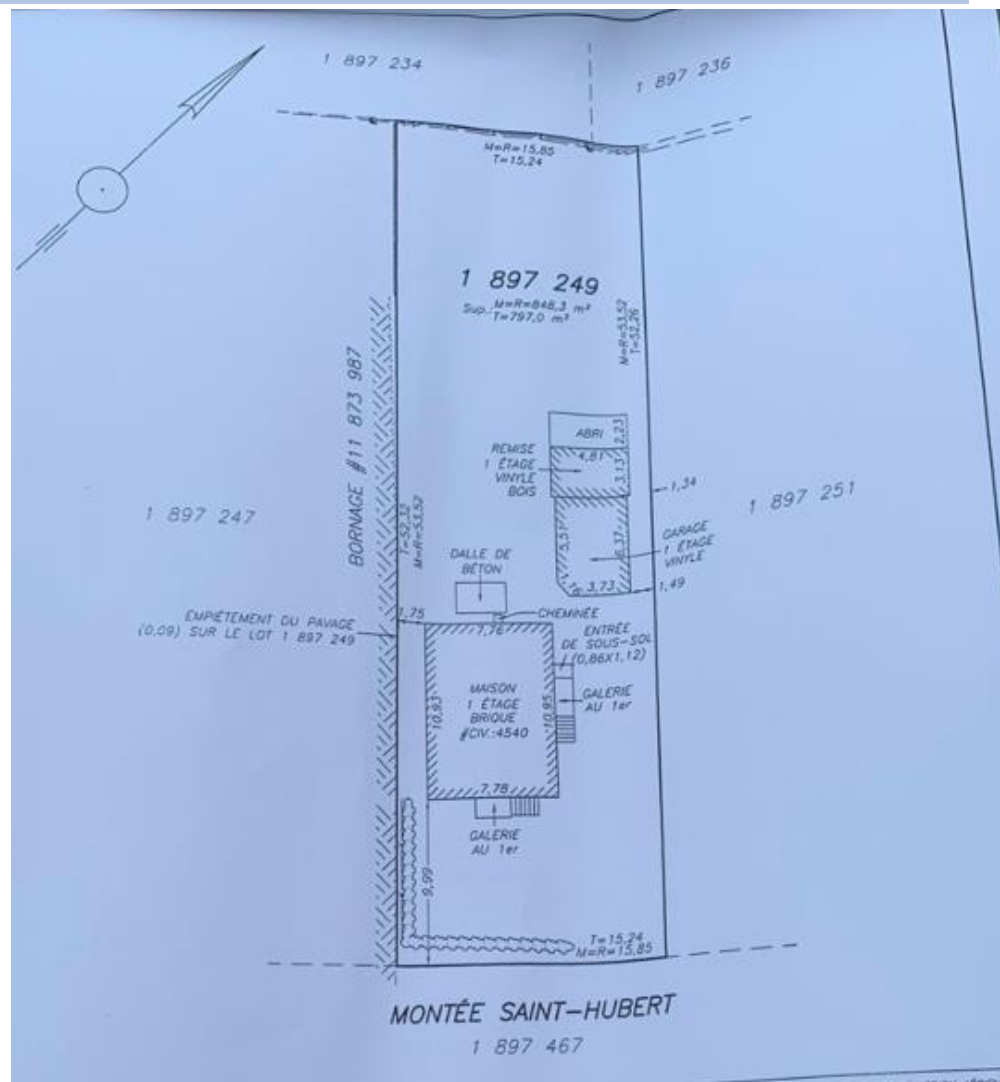 1 897 234
1 897 236
M=R=15,85
T=15,24
1 897 249
Sup.: M=R=848,3 m²
T=797,0 m²
M=R=53,52
T=52,26
BORNAGE #11 873 987
ABRI
2,23
REMISE
1 ÉTAGE
VINYLE
BOIS
4,81
3,13
1,34
1 897 247
1 897 251
T=52,32
M=R=53,52
5,51
6,37
GARAGE
1 ÉTAGE
VINYLE
3,73
1,49
DALLE DE
BÉTON
CHEMINÉE
EMPIÉTEMENT DU PAVAGE
(0,09) SUR LE LOT 1 897 249
1,75
7,76
ENTRÉE
DE SOUS-SOL
(0,86X1,12)
MAISON
1 ÉTAGE
BRIQUE
#CIV.:4540
10,93
10,95
GALERIE
AU 1er
7,78
GALERIE
AU 1er
9,99
T=15,24
M=R=15,85
MONTÉE SAINT-HUBERT
1 897 467